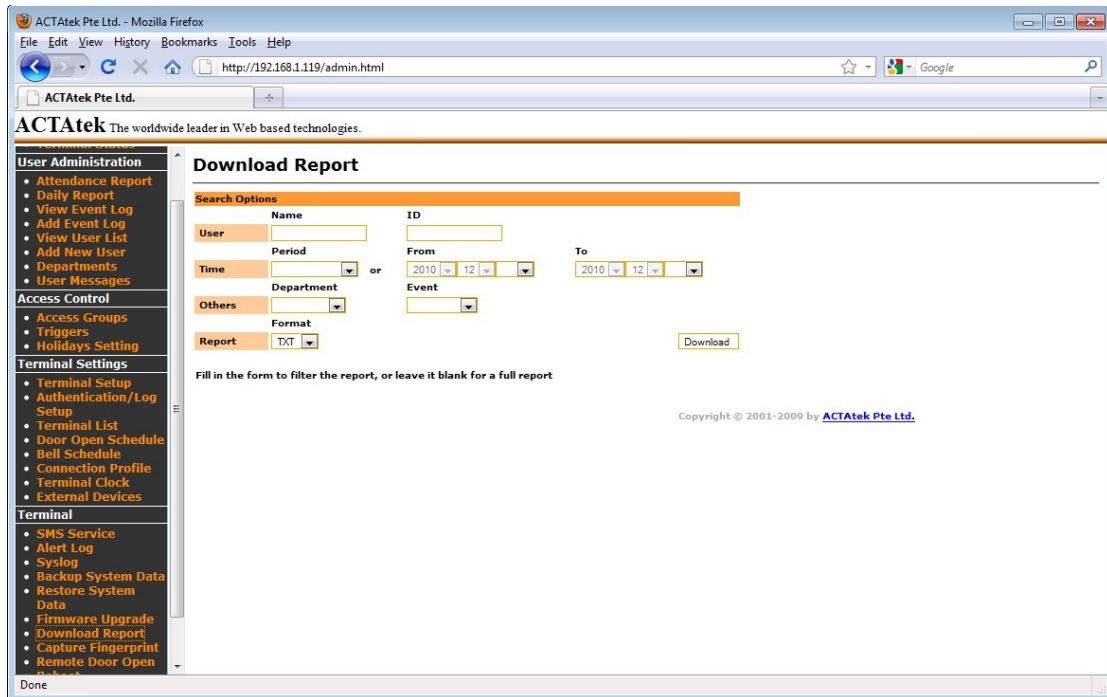 ACTAtek Pte Ltd. - Mozilla Firefox
File Edit View History Bookmarks Tools Help
http://192.168.1.119/admin.html
Google
ACTAtek Pte Ltd.
ACTAtek The worldwide leader in Web based technologies.
Terminal Status
User Administration
Attendance Report
Daily Report
View Event Log
Add Event Log
View User List
Add New User
Departments
User Messages
Access Control
Access Groups
Triggers
Holidays Setting
Terminal Settings
Terminal Setup
Authentication/Log
Setup
Terminal List
Door Open Schedule
Bell Schedule
Connection Profile
Terminal Clock
External Devices
Terminal
SMS Service
Alert Log
Syslog
Backup System Data
Restore System
Data
Firmware Upgrade
Download Report
Capture Fingerprint
Remote Door Open
Reboot
Download Report
Search Options
Name ID
User
Period From To
Time or 2010 12 2010 12
Department Event
Others
Format
Report TXT Download
Fill in the form to filter the report, or leave it blank for a full report
Copyright © 2001-2009 by ACTAtek Pte Ltd.
Done